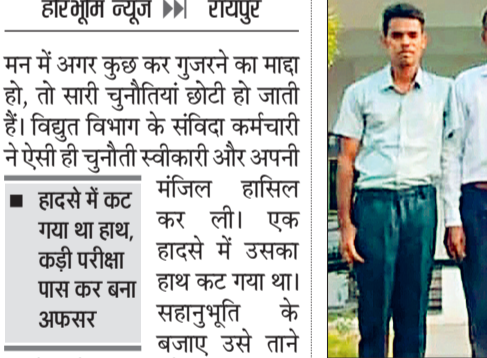 हरिभूमि न्यूज ▶▶ रायपुर
मन में अगर कुछ कर गुजरने का माद्दा
हो, तो सारी चुनौतियां छोटी हो जाती
हैं। विद्युत विभाग के संविदा कर्मचारी
ने ऐसी ही चुनौती स्वीकारी और अपनी
मंजिल हासिल
कर ली। एक
हादसे में उसका
हाथ कट गया था।
सहानुभूति के
बजाए उसे ताने
■ हादसे में कट
गया था हाथ,
कड़ी परीक्षा
पास कर बना
अफसर